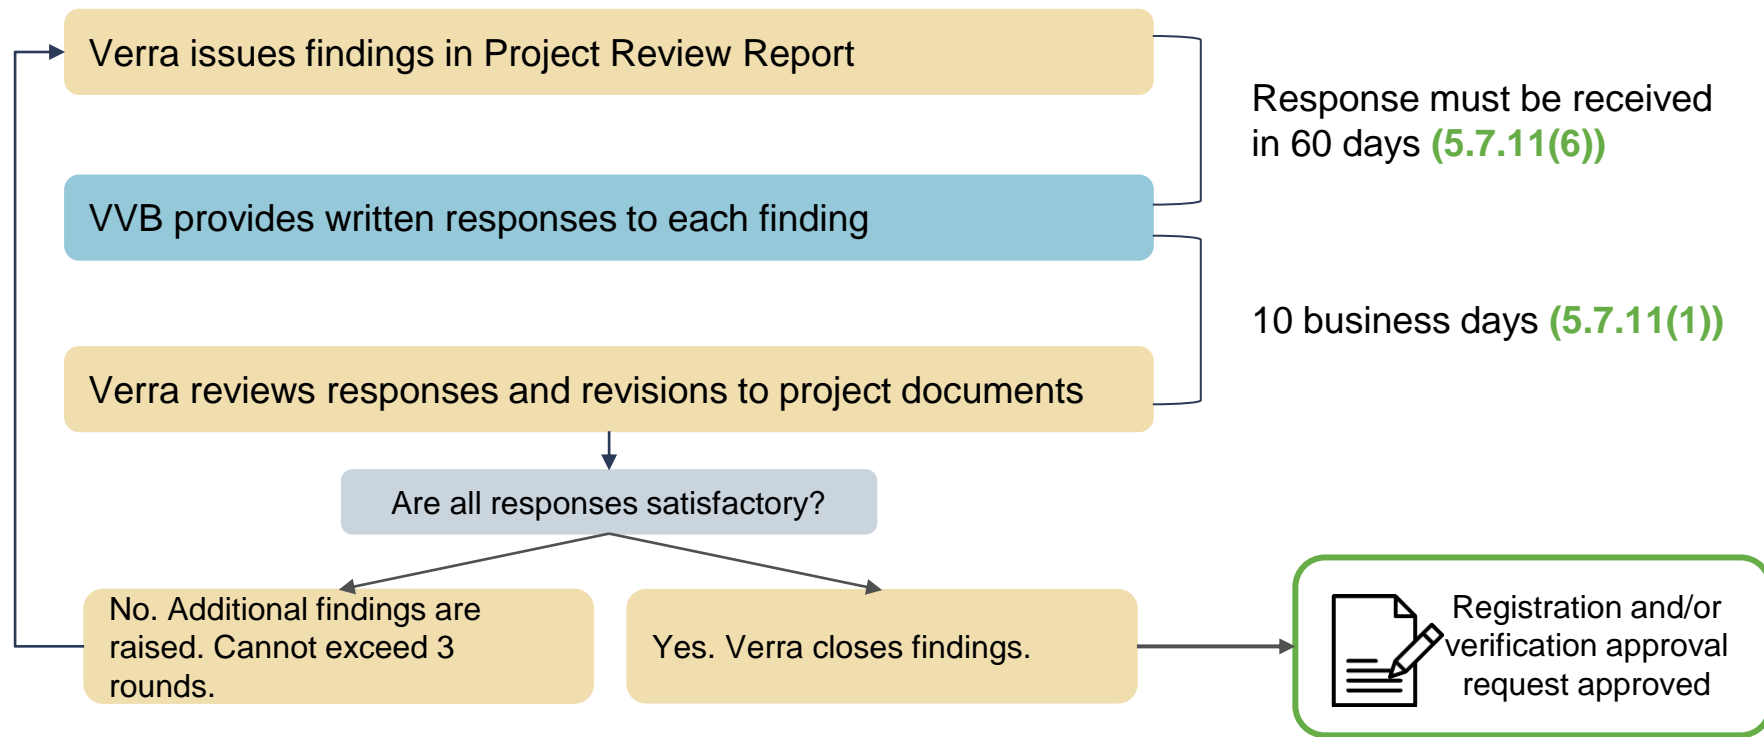 Verra issues findings in Project Review Report
Response must be received
in 60 days (5.7.11(6))
VVB provides written responses to each finding
10 business days (5.7.11(1))
Verra reviews responses and revisions to project documents
Are all responses satisfactory?
No. Additional findings are
raised. Cannot exceed 3
rounds.
Yes. Verra closes findings.
Registration and/or
verification approval
request approved